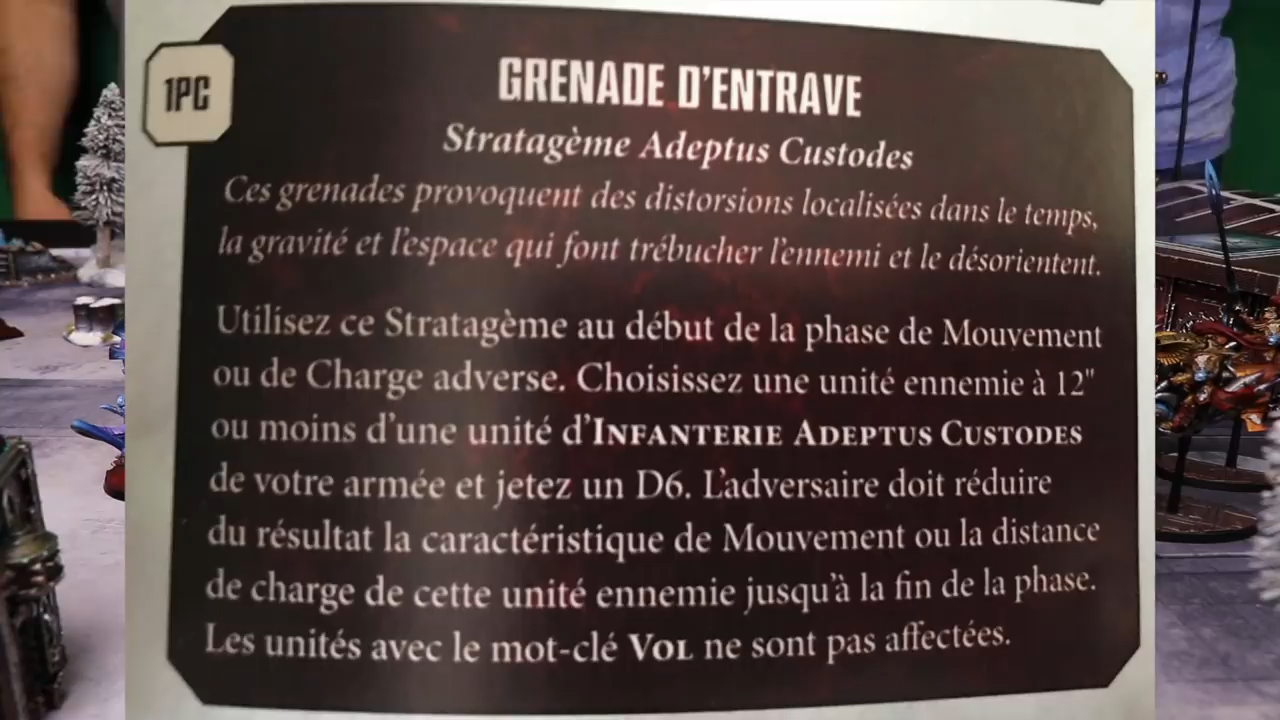 1PC
GRENADE D'ENTRAVE
Stratagème Adeptus Custodes
Ces grenades provoquent des distorsions localisées dans le temps,
la gravité et l'espace qui font trébucher l'ennemi et le désorientent.
Utilisez ce Stratagème au début de la phase de Mouvement
ou de Charge adverse. Choisissez une unité ennemie à 12"
ou moins d'une unité d'INFANTERIE ADEPTUS CUSTODES
de votre armée et jetez un D6. L'adversaire doit réduire
du résultat la caractéristique de Mouvement ou la distance
de charge de cette unité ennemie jusqu'à la fin de la phase.
Les unités avec le mot-clé VOL ne sont pas affectées.